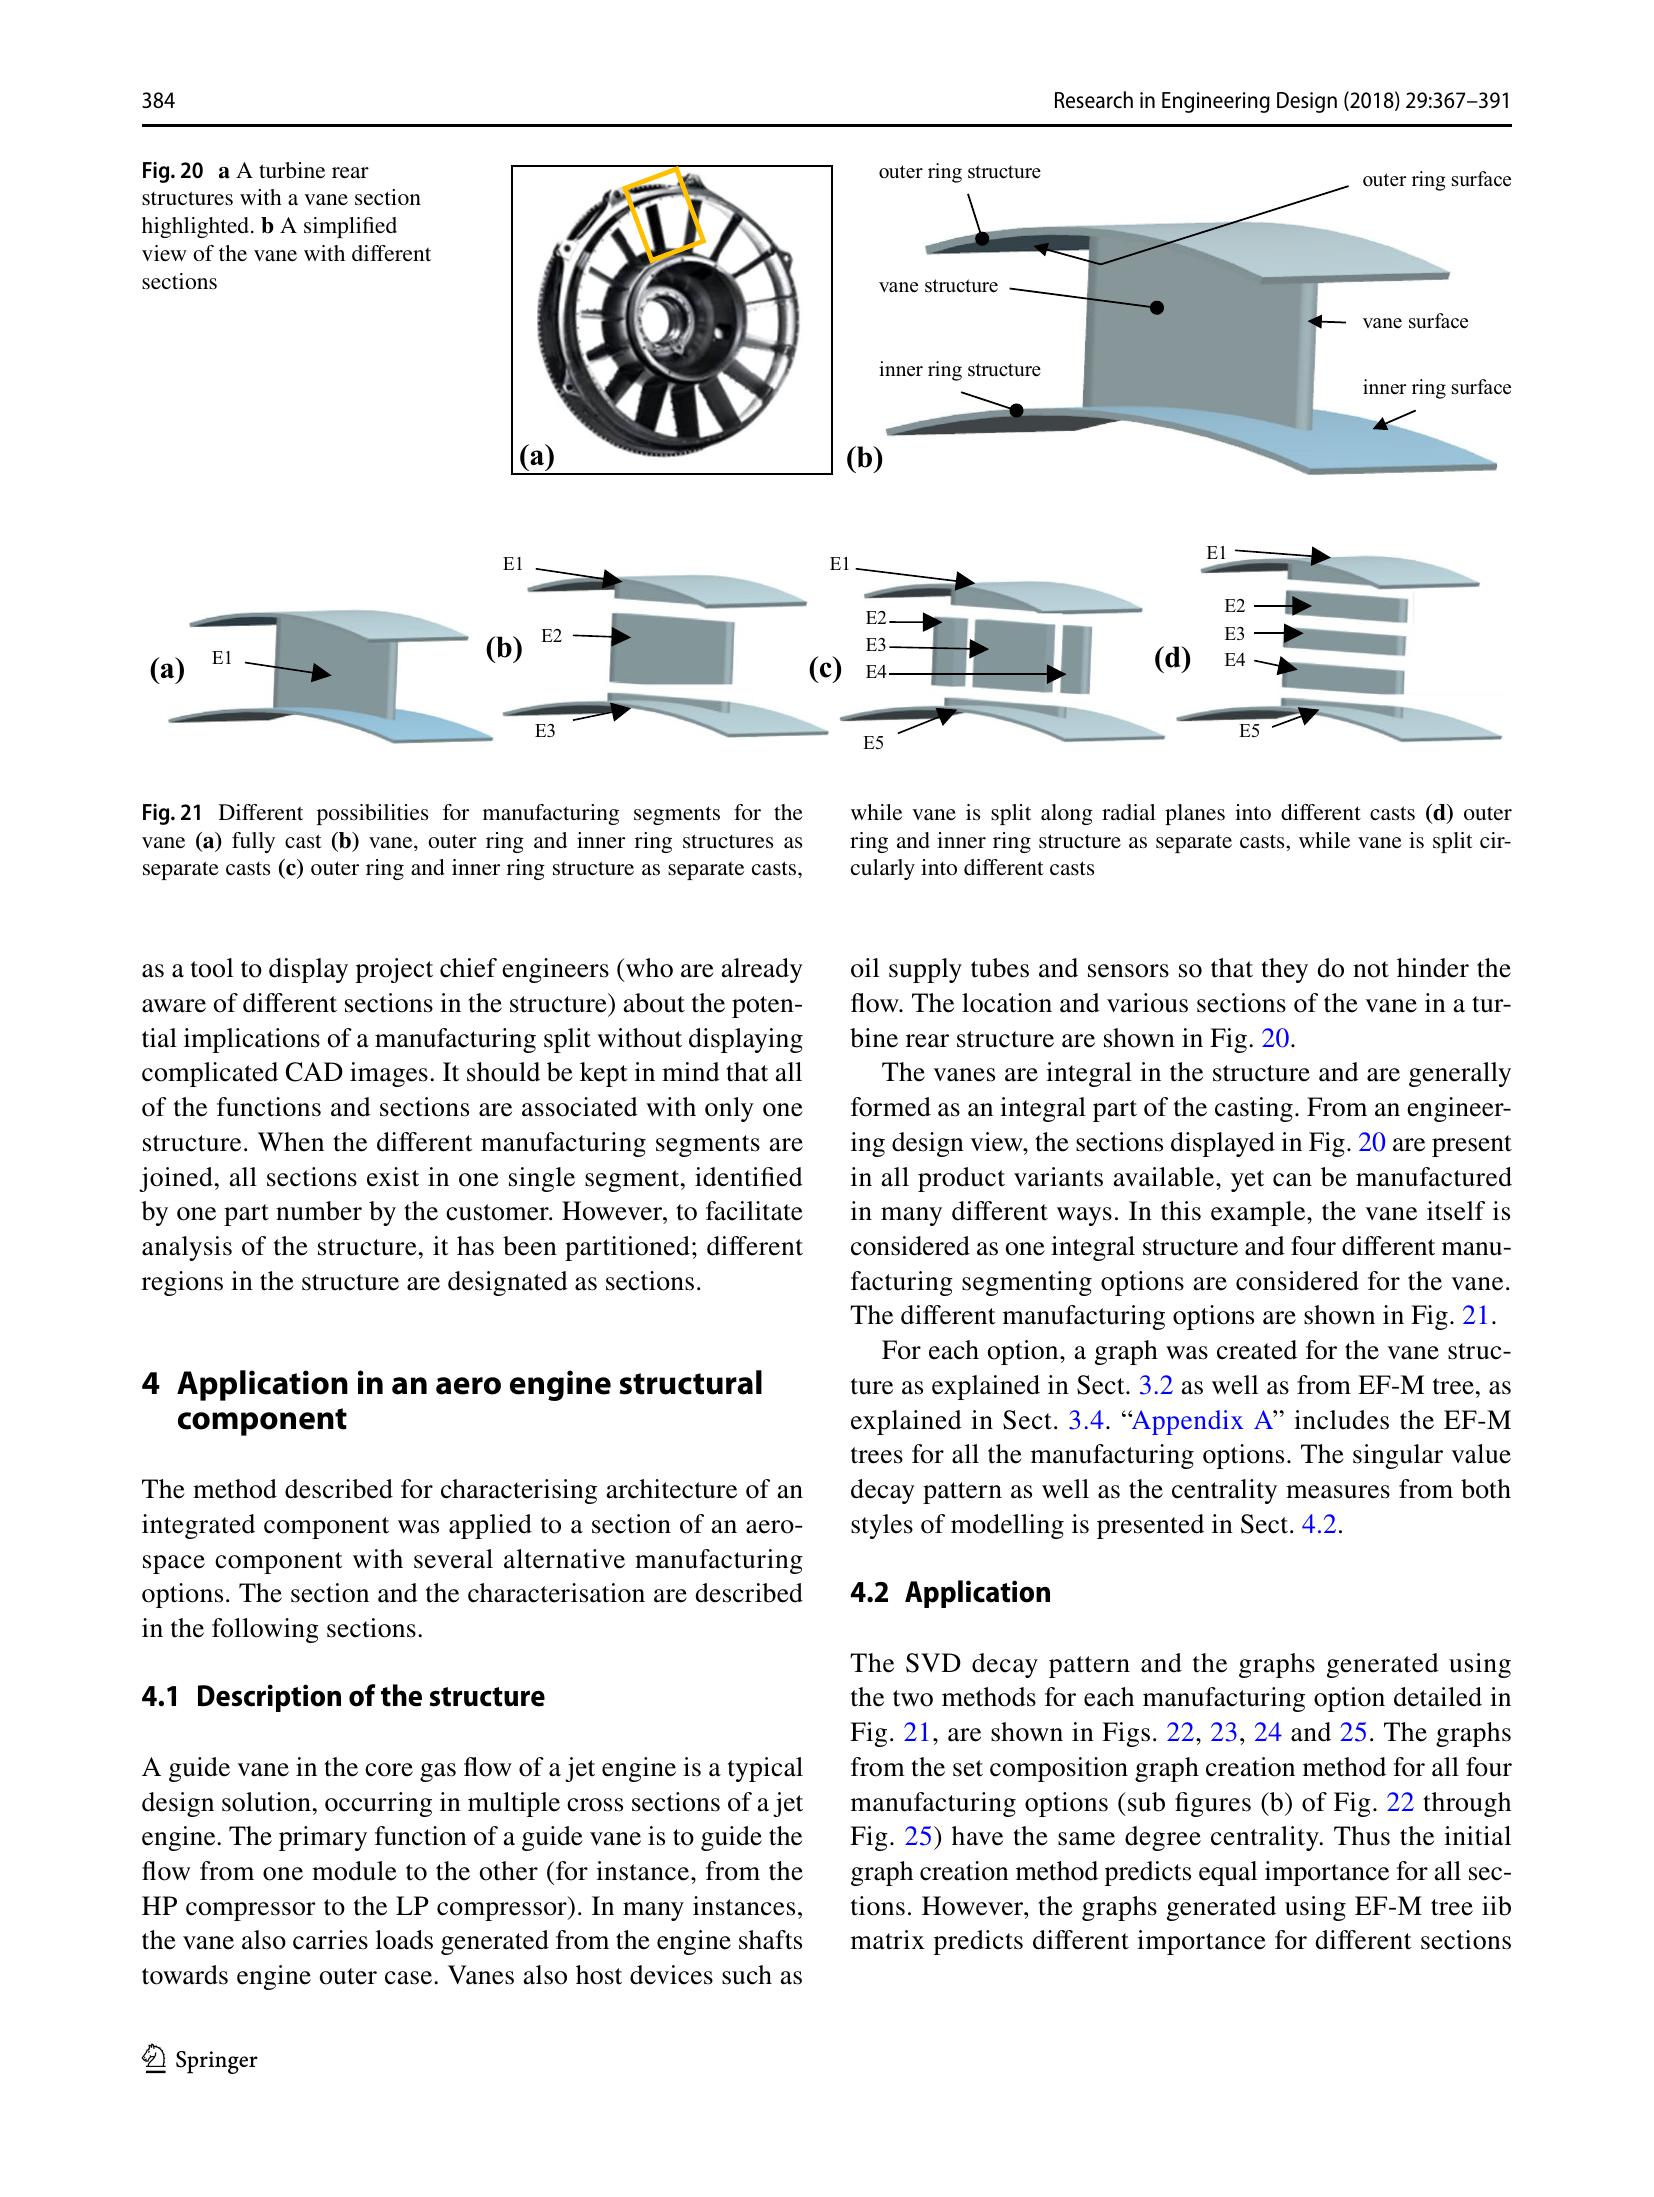 384
Research in Engineering Design (2018) 29:367–391
Fig. 20 a A turbine rear
structures with a vane section
highlighted. b A simplified
view of the vane with different
sections
(a)
outer ring structure
outer ring surface
vane structure
vane surface
inner ring structure
inner ring surface
(b)
(a)
E1
(b)
E1
E2
E3
(c)
E1
E2
E3
E4
E5
(d)
E1
E2
E3
E4
E5
Fig. 21 Different possibilities for manufacturing segments for the
vane (a) fully cast (b) vane, outer ring and inner ring structures as
separate casts (c) outer ring and inner ring structure as separate casts,
while vane is split along radial planes into different casts (d) outer
ring and inner ring structure as separate casts, while vane is split cir-
cularly into different casts
as a tool to display project chief engineers (who are already
aware of different sections in the structure) about the poten-
tial implications of a manufacturing split without displaying
complicated CAD images. It should be kept in mind that all
of the functions and sections are associated with only one
structure. When the different manufacturing segments are
joined, all sections exist in one single segment, identified
by one part number by the customer. However, to facilitate
analysis of the structure, it has been partitioned; different
regions in the structure are designated as sections.
4 Application in an aero engine structural
component
The method described for characterising architecture of an
integrated component was applied to a section of an aero-
space component with several alternative manufacturing
options. The section and the characterisation are described
in the following sections.
4.1 Description of the structure
A guide vane in the core gas flow of a jet engine is a typical
design solution, occurring in multiple cross sections of a jet
engine. The primary function of a guide vane is to guide the
flow from one module to the other (for instance, from the
HP compressor to the LP compressor). In many instances,
the vane also carries loads generated from the engine shafts
towards engine outer case. Vanes also host devices such as
oil supply tubes and sensors so that they do not hinder the
flow. The location and various sections of the vane in a tur-
bine rear structure are shown in Fig. 20.
The vanes are integral in the structure and are generally
formed as an integral part of the casting. From an engineer-
ing design view, the sections displayed in Fig. 20 are present
in all product variants available, yet can be manufactured
in many different ways. In this example, the vane itself is
considered as one integral structure and four different manu-
facturing segmenting options are considered for the vane.
The different manufacturing options are shown in Fig. 21.
For each option, a graph was created for the vane struc-
ture as explained in Sect. 3.2 as well as from EF-M tree, as
explained in Sect. 3.4. “Appendix A” includes the EF-M
trees for all the manufacturing options. The singular value
decay pattern as well as the centrality measures from both
styles of modelling is presented in Sect. 4.2.
4.2 Application
The SVD decay pattern and the graphs generated using
the two methods for each manufacturing option detailed in
Fig. 21, are shown in Figs. 22, 23, 24 and 25. The graphs
from the set composition graph creation method for all four
manufacturing options (sub figures (b) of Fig. 22 through
Fig. 25) have the same degree centrality. Thus the initial
graph creation method predicts equal importance for all sec-
tions. However, the graphs generated using EF-M tree iib
matrix predicts different importance for different sections
Springer